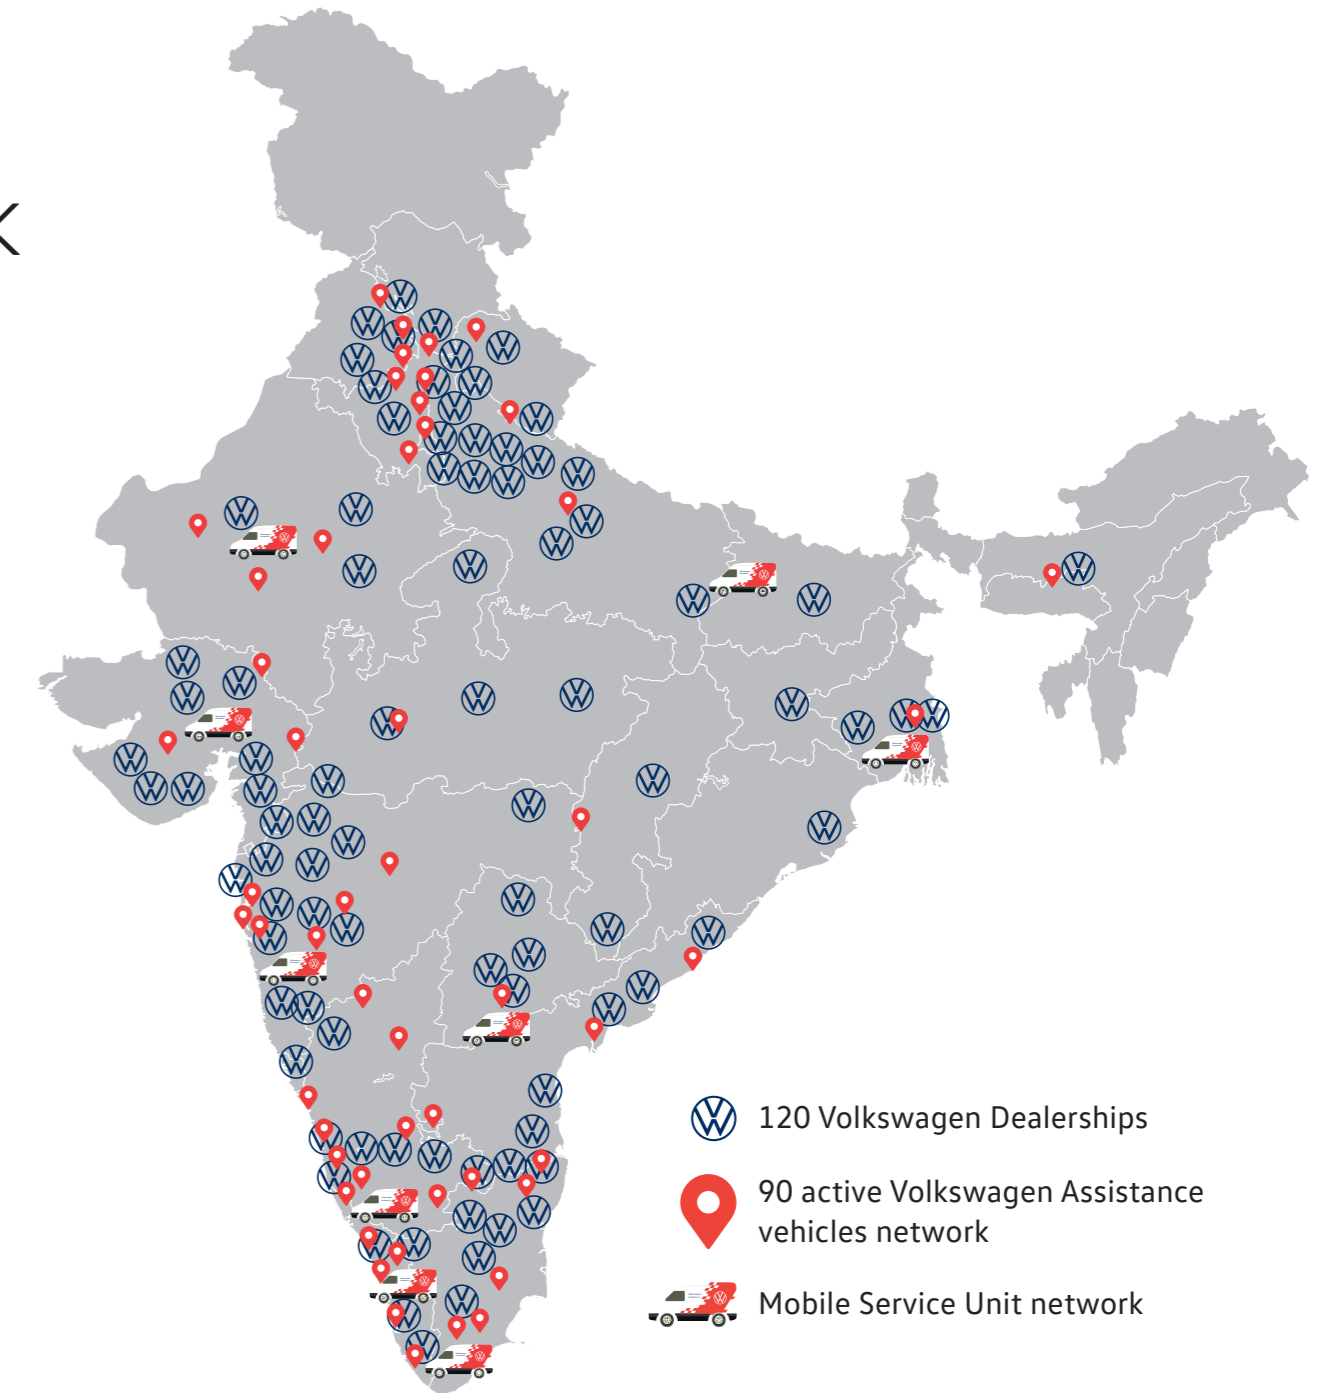 K
120 Volkswagen Dealerships
90 active Volkswagen Assistance
vehicles network
Mobile Service Unit network